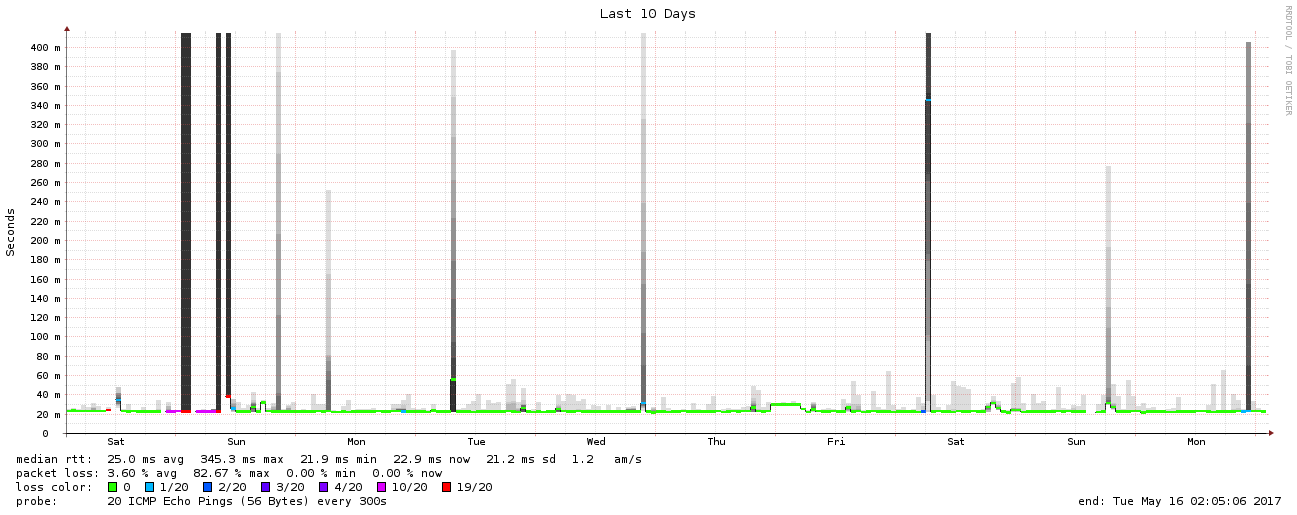 Last 10 Days
RRDTOOL / TOBI OETIKER
Seconds
400 m
380 m
360 m
340 m
320 m
300 m
280 m
260 m
240 m
220 m
200 m
180 m
160 m
140 m
120 m
100 m
80 m
60 m
40 m
20 m
0
Sat Sun Mon Tue Wed Thu Fri Sat Sun Mon
median rtt: 25.0 ms avg 345.3 ms max 21.9 ms min 22.9 ms now 21.2 ms sd 1.2 am/s
packet loss: 3.60 % avg 82.67 % max 0.00 % min 0.00 % now
loss color: 0 1/20 2/20 3/20 4/20 10/20 19/20
probe: 20 ICMP Echo Pings (56 Bytes) every 300s end: Tue May 16 02:05:06 2017